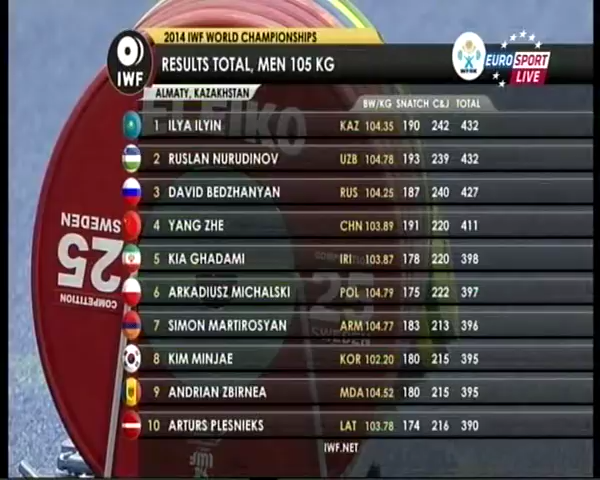 2014 IWF WORLD CHAMPIONSHIPS
IWF
RESULTS TOTAL, MEN 105 KG
EUROSPORT
LIVE
ALMATY, KAZAKHSTAN
BW/KG SNATCH C&J TOTAL
1 ILYA ILYIN KAZ 104.35 190 242 432
2 RUSLAN NURUDINOV UZB 104.78 193 239 432
3 DAVID BEDZHANYAN RUS 104.25 187 240 427
4 YANG ZHE CHN 103.89 191 220 411
5 KIA GHADAMI IRI 103.87 178 220 398
6 ARKADIUSZ MICHALSKI POL 104.79 175 222 397
7 SIMON MARTIROSYAN ARM 104.77 183 213 396
8 KIM MINJAE KOR 102.20 180 215 395
9 ANDRIAN ZBIRNEA MDA 104.52 180 215 395
10 ARTURS PLESNIEKS LAT 103.78 174 216 390
IWF.NET
ELEIKO
SWEDEN
25
COMPETITION
25